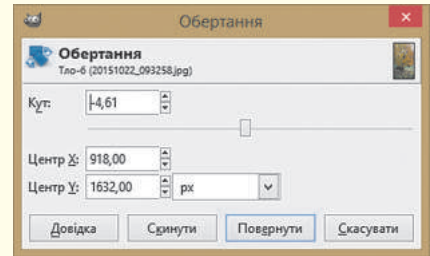 Обертання
Обертання
Тло-6 (20151022_093258.jpg)
Кут: -4,61
Центр X: 918,00
Центр Y: 1632,00 px
Довідка Скинути Повернути Скасувати